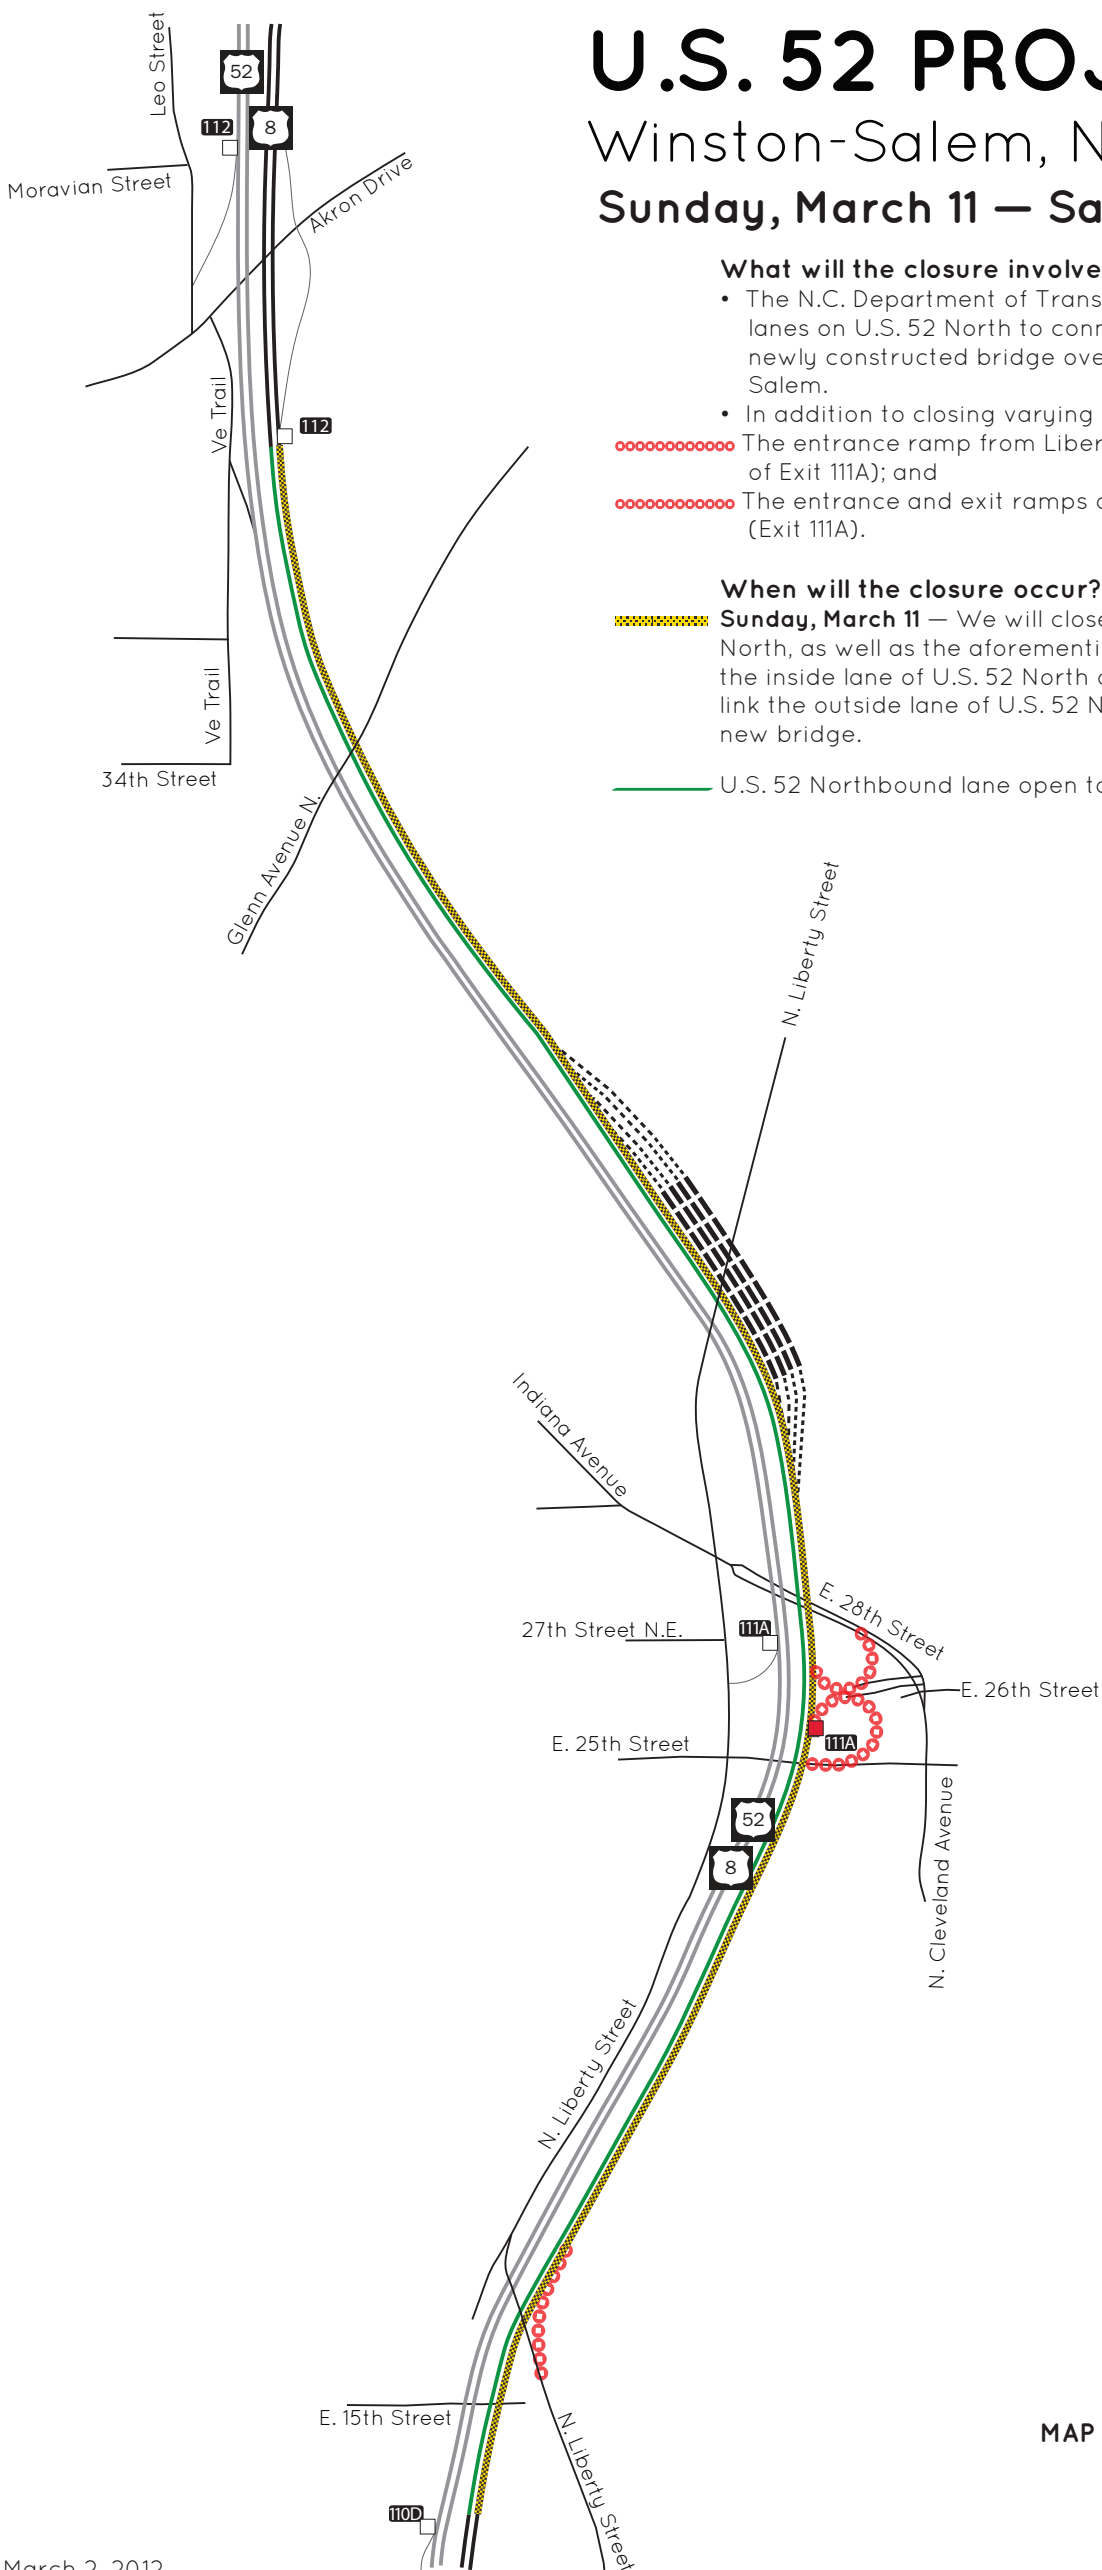 U.S. 52 PROJ
Winston-Salem, N
Sunday, March 11 — Sa
What will the closure involve
• The N.C. Department of Trans
lanes on U.S. 52 North to conn
newly constructed bridge ove
Salem.
• In addition to closing varying
The entrance ramp from Liber
of Exit 111A); and
The entrance and exit ramps
(Exit 111A).
When will the closure occur?
Sunday, March 11 — We will close
North, as well as the aforementi
the inside lane of U.S. 52 North
link the outside lane of U.S. 52 N
new bridge.
U.S. 52 Northbound lane open to
Leo Street
52
112
8
Moravian Street
Akron Drive
Ve Trail
112
Ve Trail
34th Street
Glenn Avenue N.
N. Liberty Street
Indiana Avenue
E. 28th Street
27th Street N.E.
111A
E. 26th Street
E. 25th Street
111A
52
8
N. Cleveland Avenue
N. Liberty Street
E. 15th Street
N. Liberty Street
MAP
110D
March 2, 2012